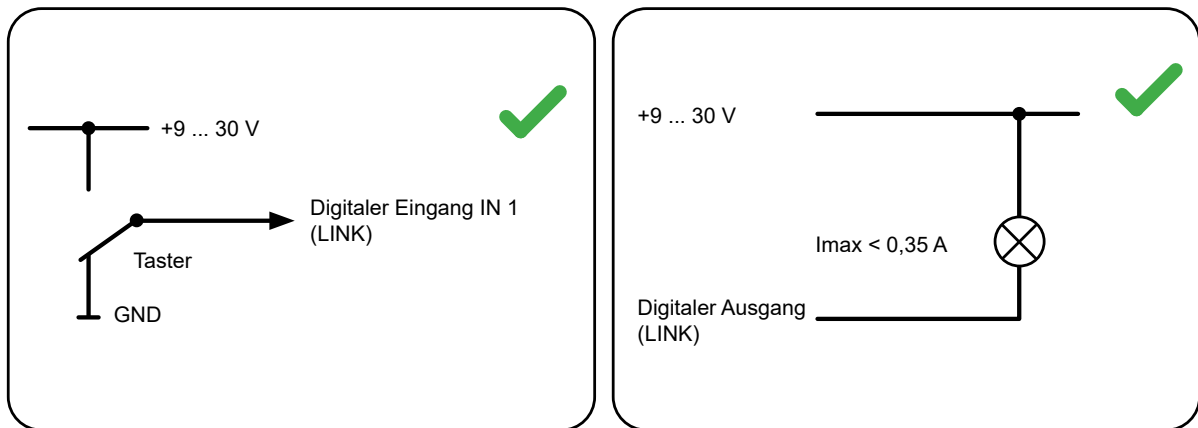 +9 ... 30 V
Digitaler Eingang IN 1
(LINK)
Taster
GND
+9 ... 30 V
Imax < 0,35 A
Digitaler Ausgang
(LINK)